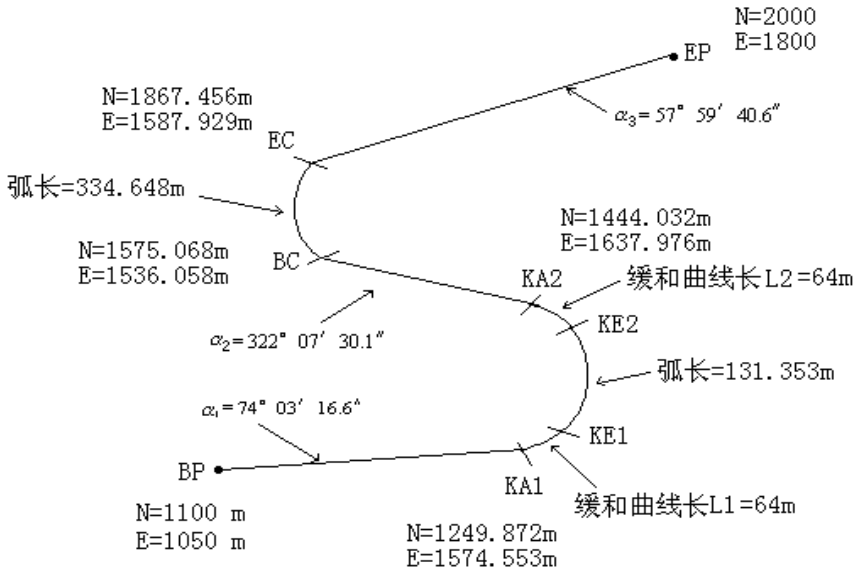 N=2000
E=1800
EP
α₃=57° 59′ 40.6″
N=1867.456m
E=1587.929m
EC
弧长=334.648m
N=1575.068m
E=1536.058m
BC
N=1444.032m
E=1637.976m
KA2
缓和曲线长L2=64m
KE2
α₂=322° 07′ 30.1″
弧长=131.353m
α₁=74° 03′ 16.6″
KE1
BP
KA1
缓和曲线长L1=64m
N=1100 m
E=1050 m
N=1249.872m
E=1574.553m